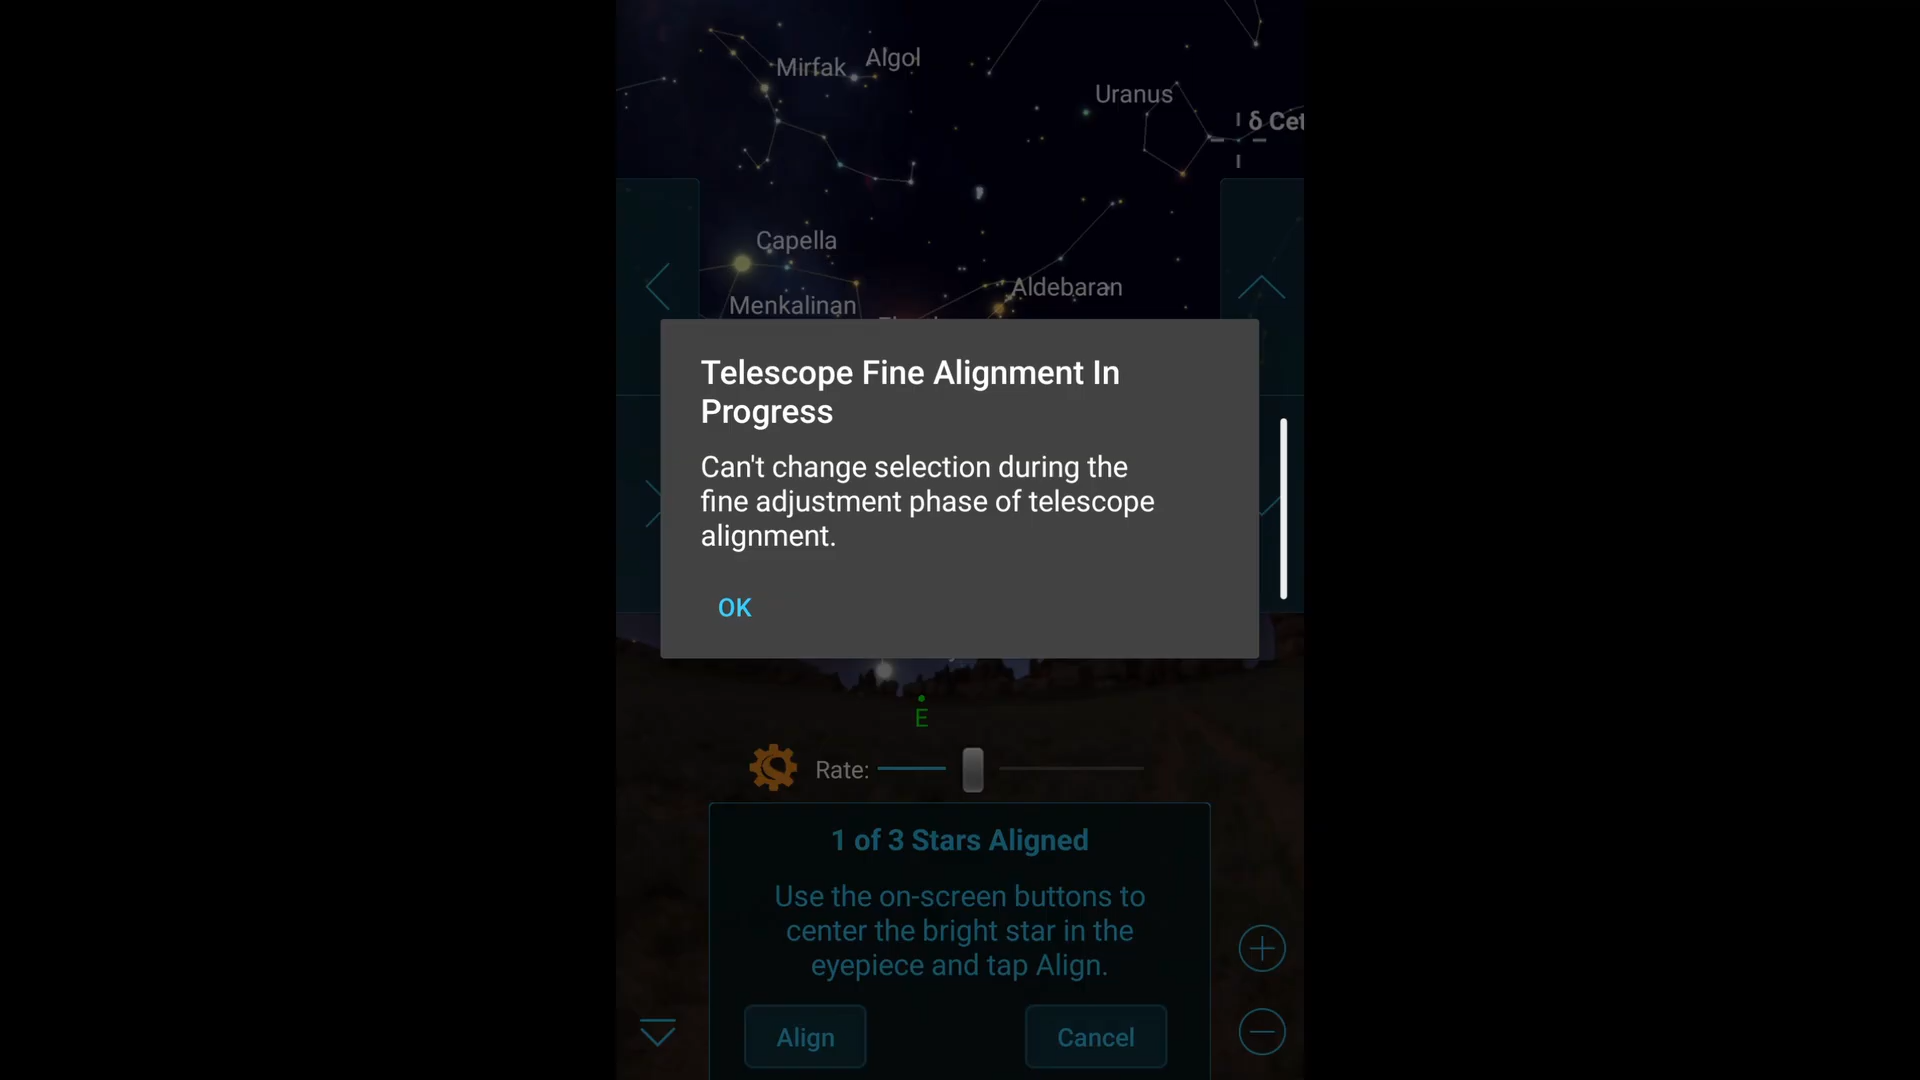 Mirfak
Algol
Uranus
δ Cet
Capella
Aldebaran
Menkalinan
Telescope Fine Alignment In
Progress
Can't change selection during the
fine adjustment phase of telescope
alignment.
OK
E
Rate:
1 of 3 Stars Aligned
Use the on-screen buttons to
center the bright star in the
eyepiece and tap Align.
Align
Cancel